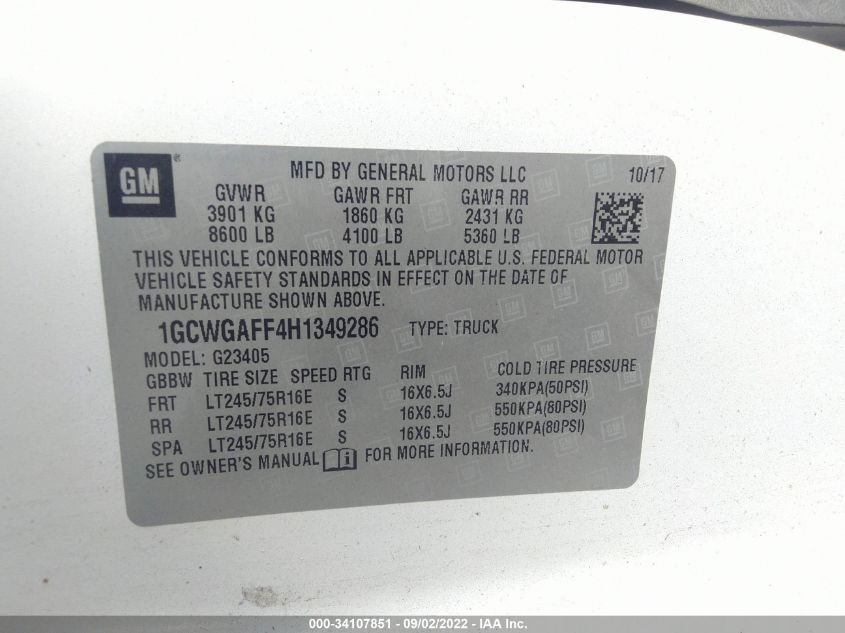 GM® MFD BY GENERAL MOTORS LLC 10/17
GVWR GAWR FRT GAWR RR
3901 KG 1860 KG 2431 KG
8600 LB 4100 LB 5360 LB
THIS VEHICLE CONFORMS TO ALL APPLICABLE U.S. FEDERAL MOTOR
VEHICLE SAFETY STANDARDS IN EFFECT ON THE DATE OF
MANUFACTURE SHOWN ABOVE.
1GCWGAFF4H1349286 TYPE: TRUCK
MODEL: G23405
GBBW TIRE SIZE SPEED RTG RIM COLD TIRE PRESSURE
FRT LT245/75R16E S 16X6.5J 340KPA(50PSI)
RR LT245/75R16E S 16X6.5J 550KPA(80PSI)
SPA LT245/75R16E S 16X6.5J 550KPA(80PSI)
SEE OWNER'S MANUAL FOR MORE INFORMATION.
000-34107851 - 09/02/2022 - IAA Inc.